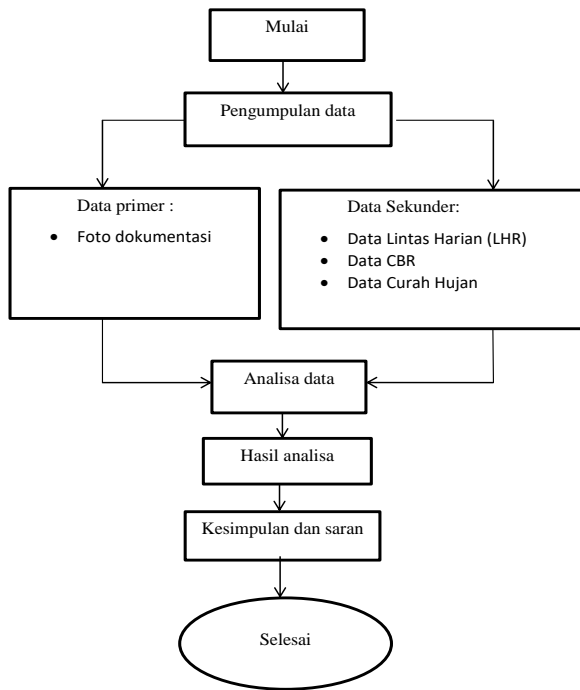 Mulai
Pengumpulan data
Data primer :
• Foto dokumentasi
Data Sekunder:
• Data Lintas Harian (LHR)
• Data CBR
• Data Curah Hujan
Analisa data
Hasil analisa
Kesimpulan dan saran
Selesai